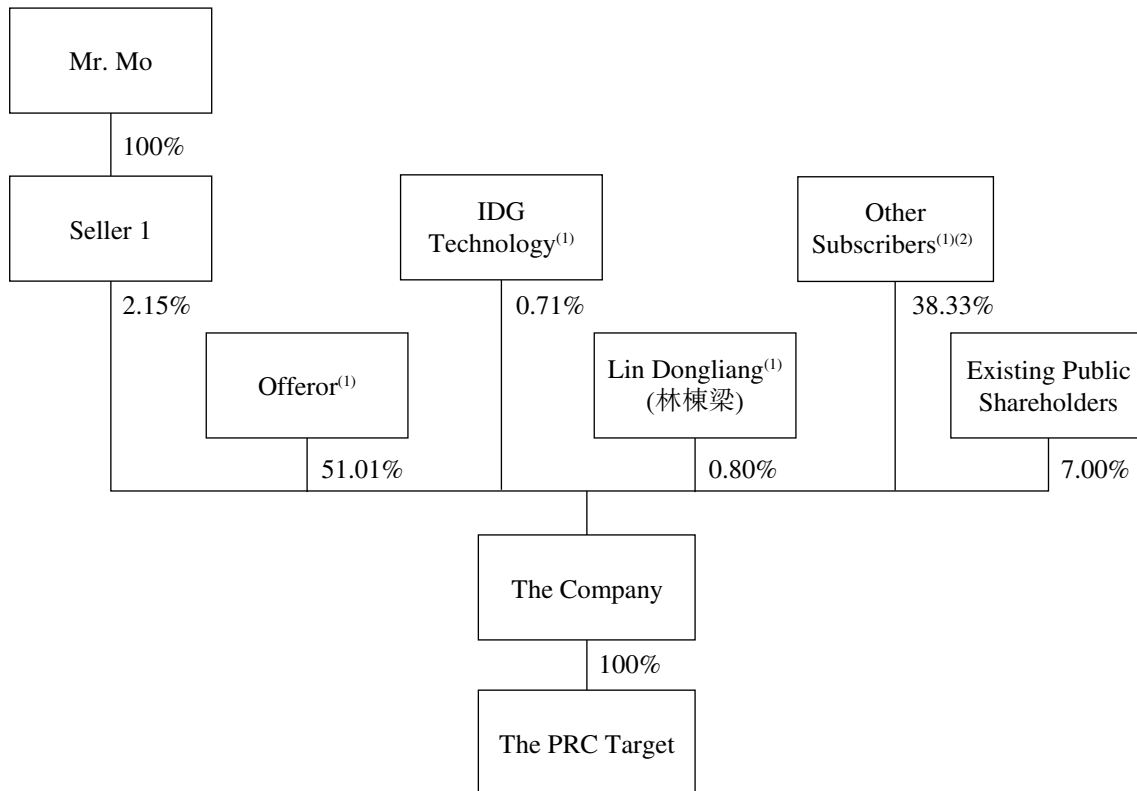 Mr. Mo
100%
Seller 1
IDG
Technology(1)
Other
Subscribers(1)(2)
2.15%
0.71%
38.33%
Offeror(1)
Lin Dongliang(1)
(林棟梁)
Existing Public
Shareholders
51.01%
0.80%
7.00%
The Company
100%
The PRC Target